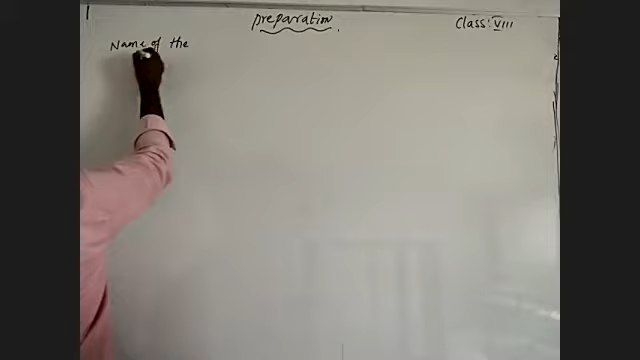 preparation
Class: VIII
Name of the